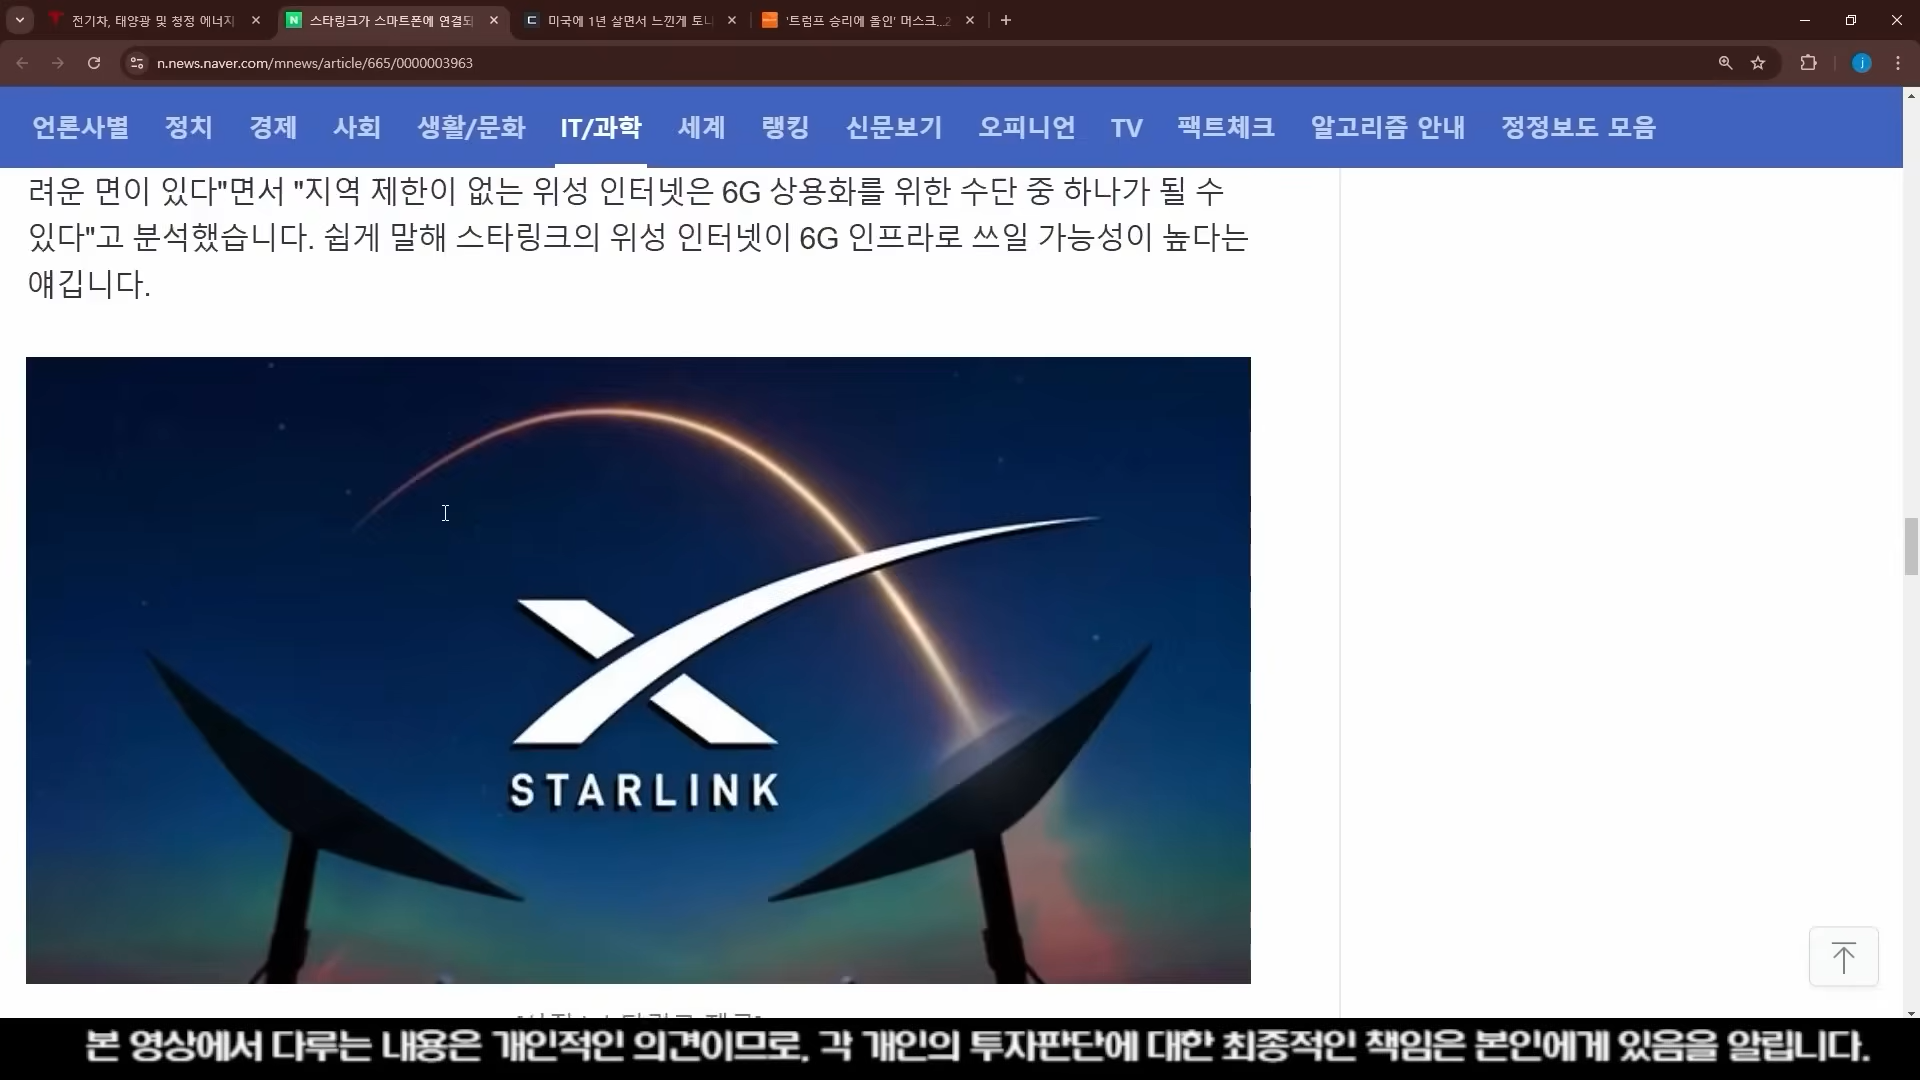 전기차, 태양광 및 청정 에너지
스타링크가 스마트폰에 연결되
미국에 1년 살면서 느낀게 토니
'트럼프 승리에 올인' 머스크...2
n.news.naver.com/mnews/article/665/0000003963
언론사별 정치 경제 사회 생활/문화 IT/과학 세계 랭킹 신문보기 오피니언 TV 팩트체크 알고리즘 안내 정정보도 모음
려운 면이 있다"면서 "지역 제한이 없는 위성 인터넷은 6G 상용화를 위한 수단 중 하나가 될 수
있다"고 분석했습니다. 쉽게 말해 스타링크의 위성 인터넷이 6G 인프라로 쓰일 가능성이 높다는
얘깁니다.
STARLINK
본 영상에서 다루는 내용은 개인적인 의견이므로, 각 개인의 투자판단에 대한 최종적인 책임은 본인에게 있음을 알립니다.